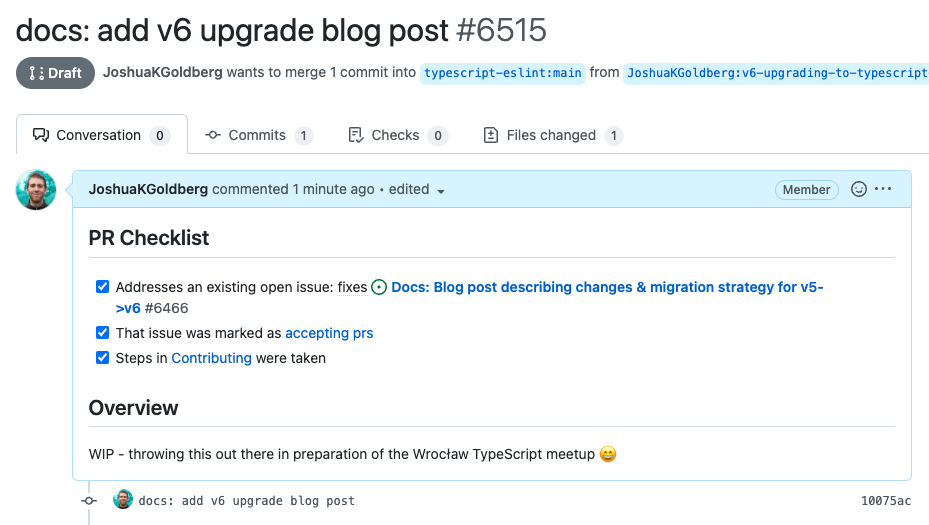 docs: add v6 upgrade blog post #6515
Draft JoshuaKGoldberg wants to merge 1 commit into typescript-eslint:main from JoshuaKGoldberg:v6-upgrading-to-typescript
Conversation 0 Commits 1 Checks 0 Files changed 1
JoshuaKGoldberg commented 1 minute ago • edited Member
PR Checklist
Addresses an existing open issue: fixes Docs: Blog post describing changes & migration strategy for v5-
>v6 #6466
That issue was marked as accepting prs
Steps in Contributing were taken
Overview
WIP - throwing this out there in preparation of the Wrocław TypeScript meetup 😄
docs: add v6 upgrade blog post 10075ac